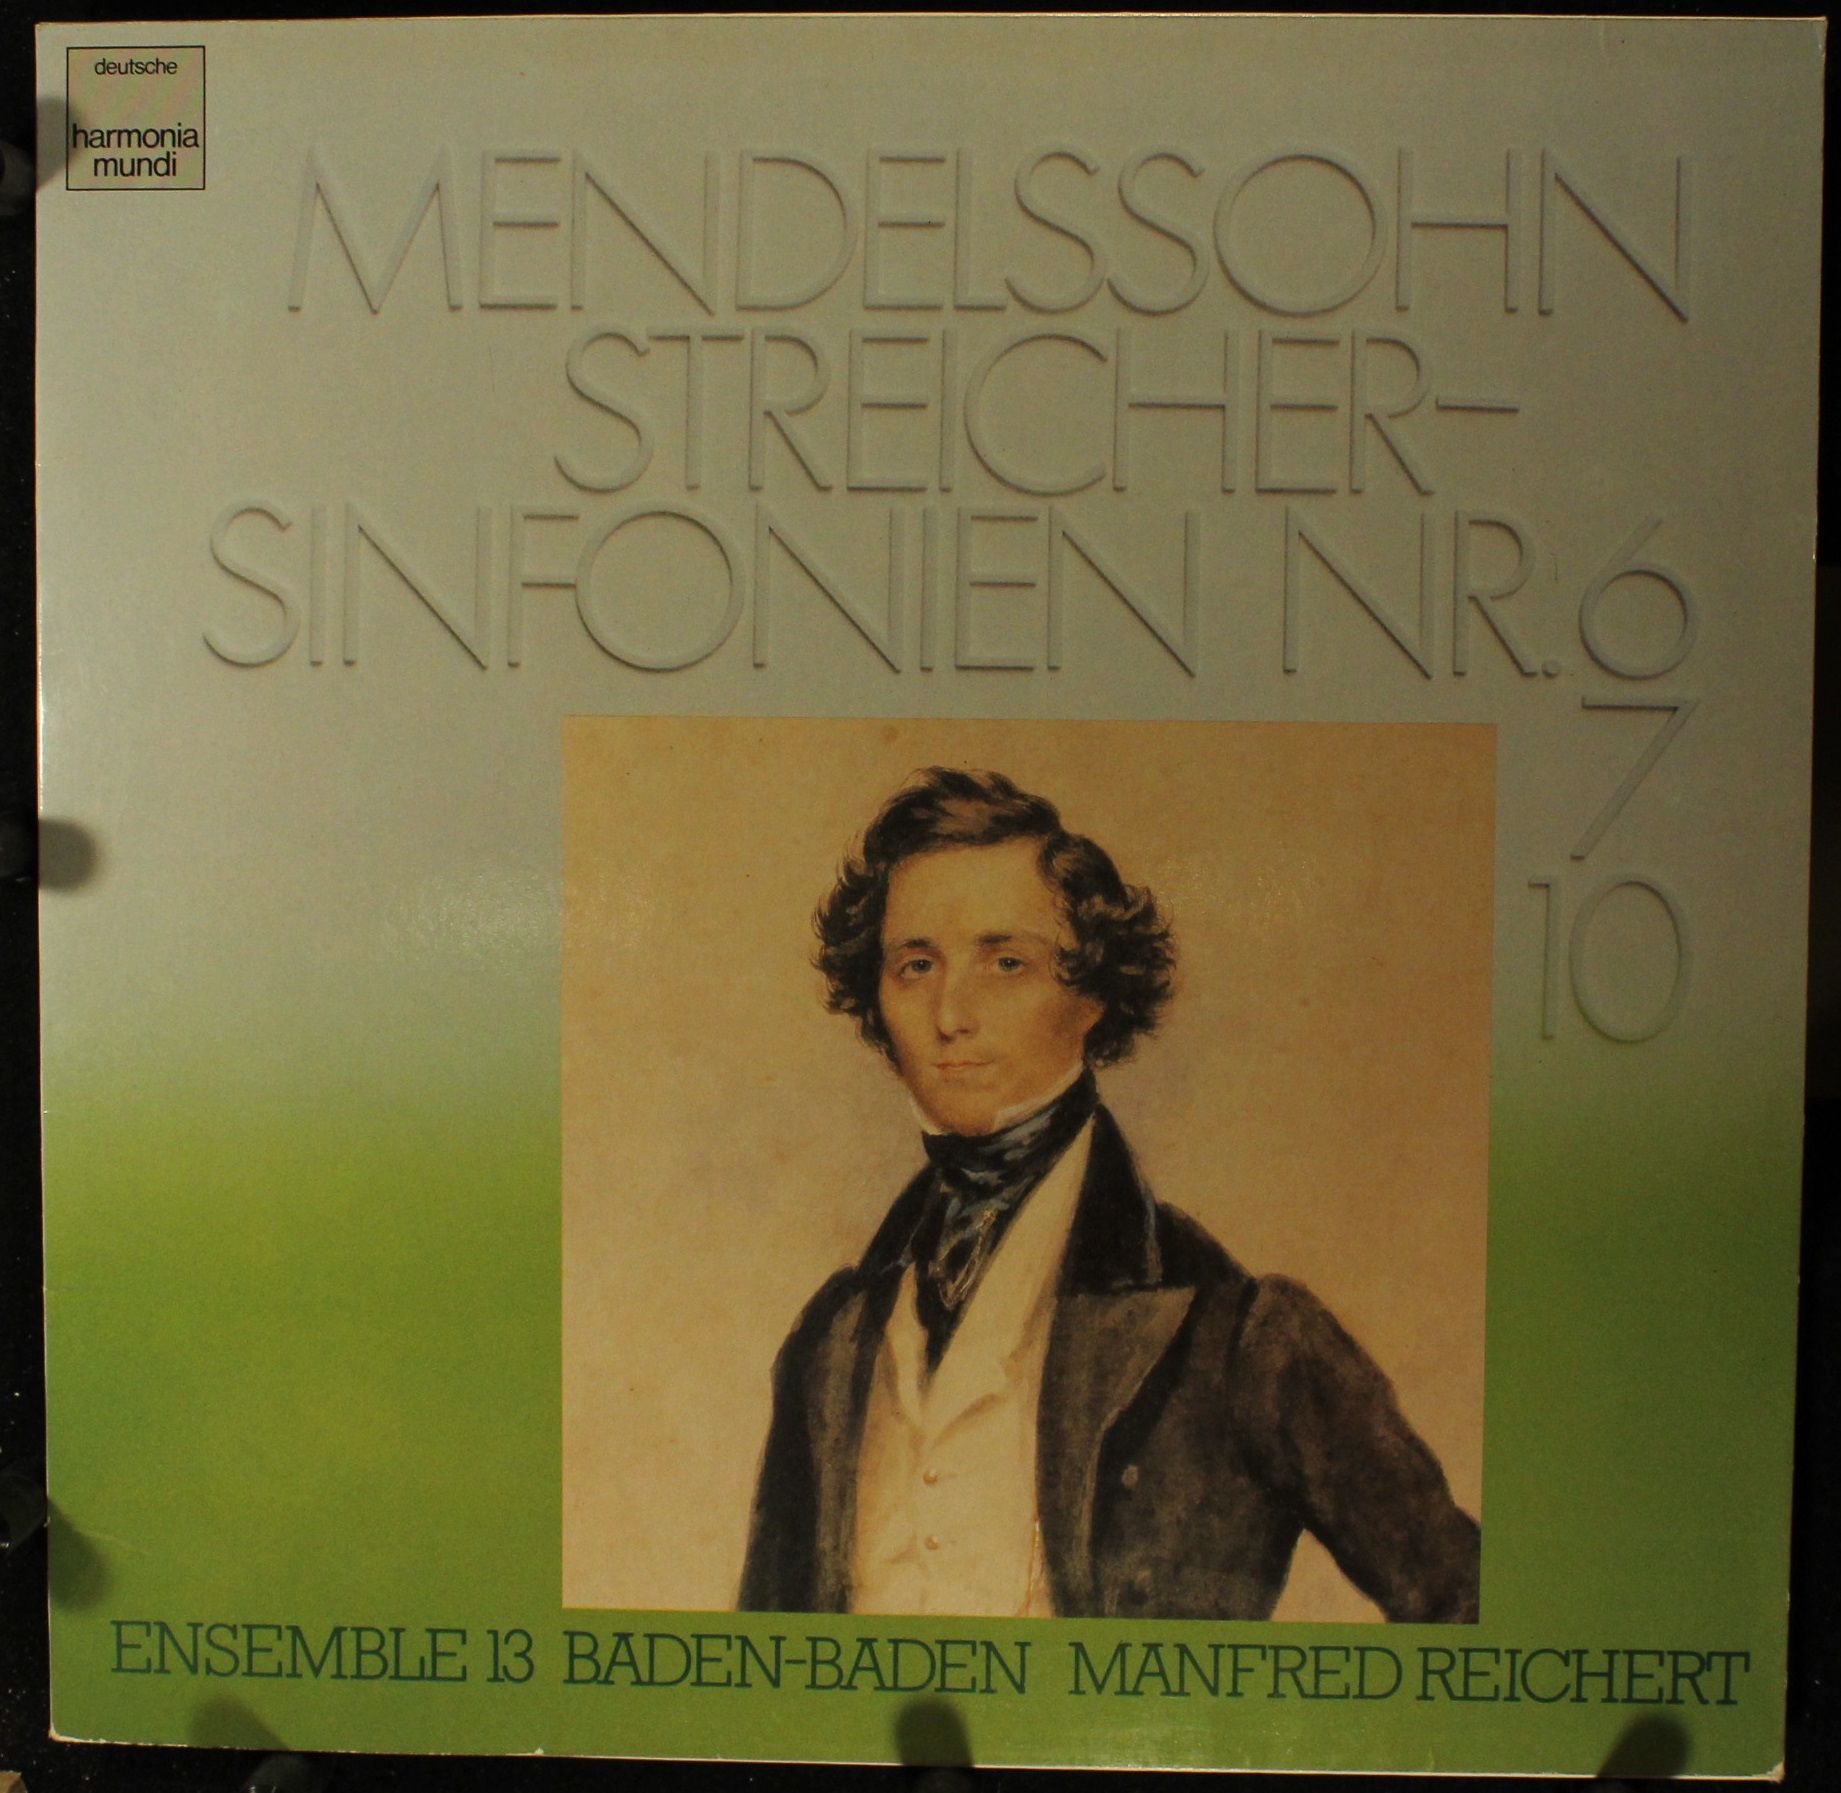 deutsche
harmonia
mundi
MENDELSSOHN
STREICHER-
SINFONIEN NR.6
7
10
ENSEMBLE 13 BADEN-BADEN MANFRED REICHERT